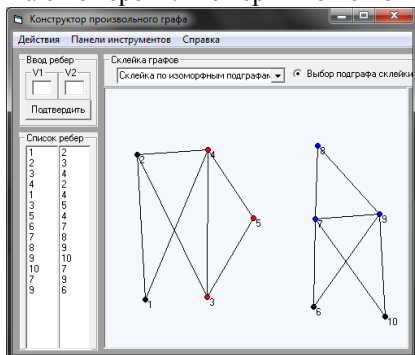 Конструктор произвольного графа
Действия Панели инструментов Справка
Ввод ребер
V1 V2
Подтвердить
Склейка графов
Склейка по изоморфным подграфам
Выбор подграфа склейки
Список ребер
1 2
2 3
3 4
4 2
1 4
3 5
5 4
6 7
7 8
8 9
9 10
10 7
7 9
9 6
2
4
5
1
3
8
7
9
6
10